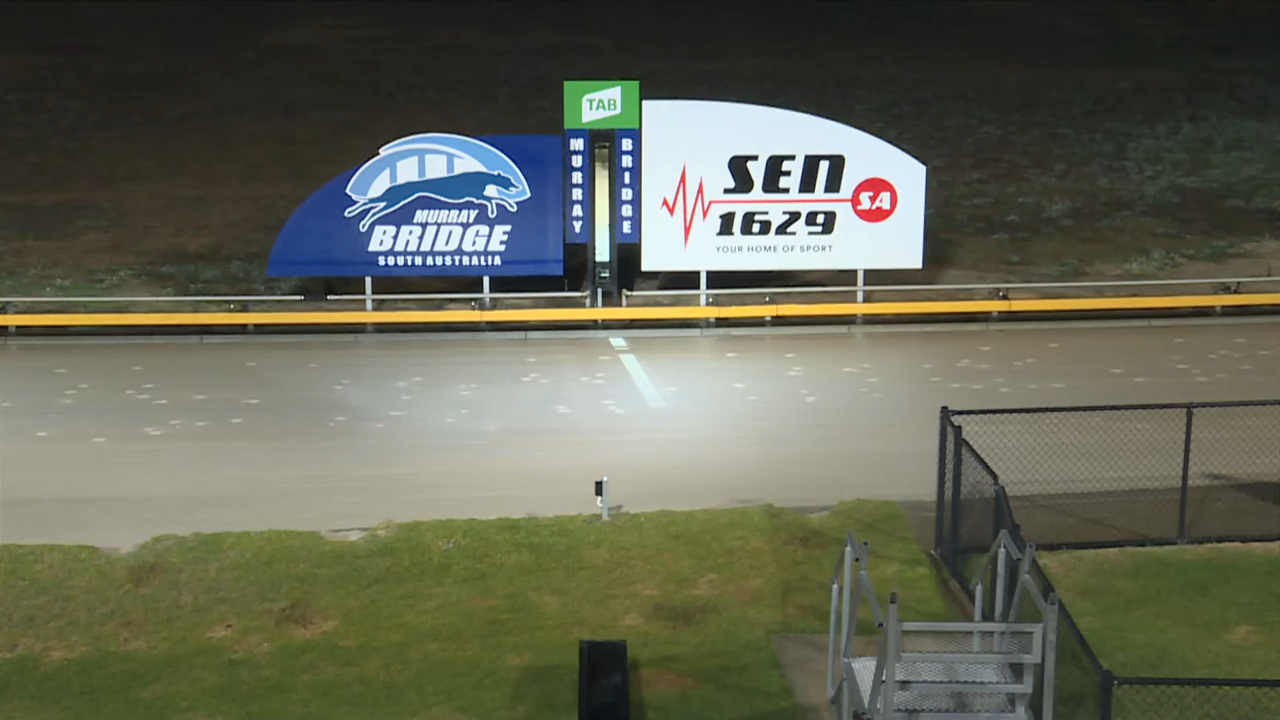 TAB
MURRAY
BRIDGE
MURRAY
BRIDGE
SOUTH AUSTRALIA
SEN
SA
1629
YOUR HOME OF SPORT